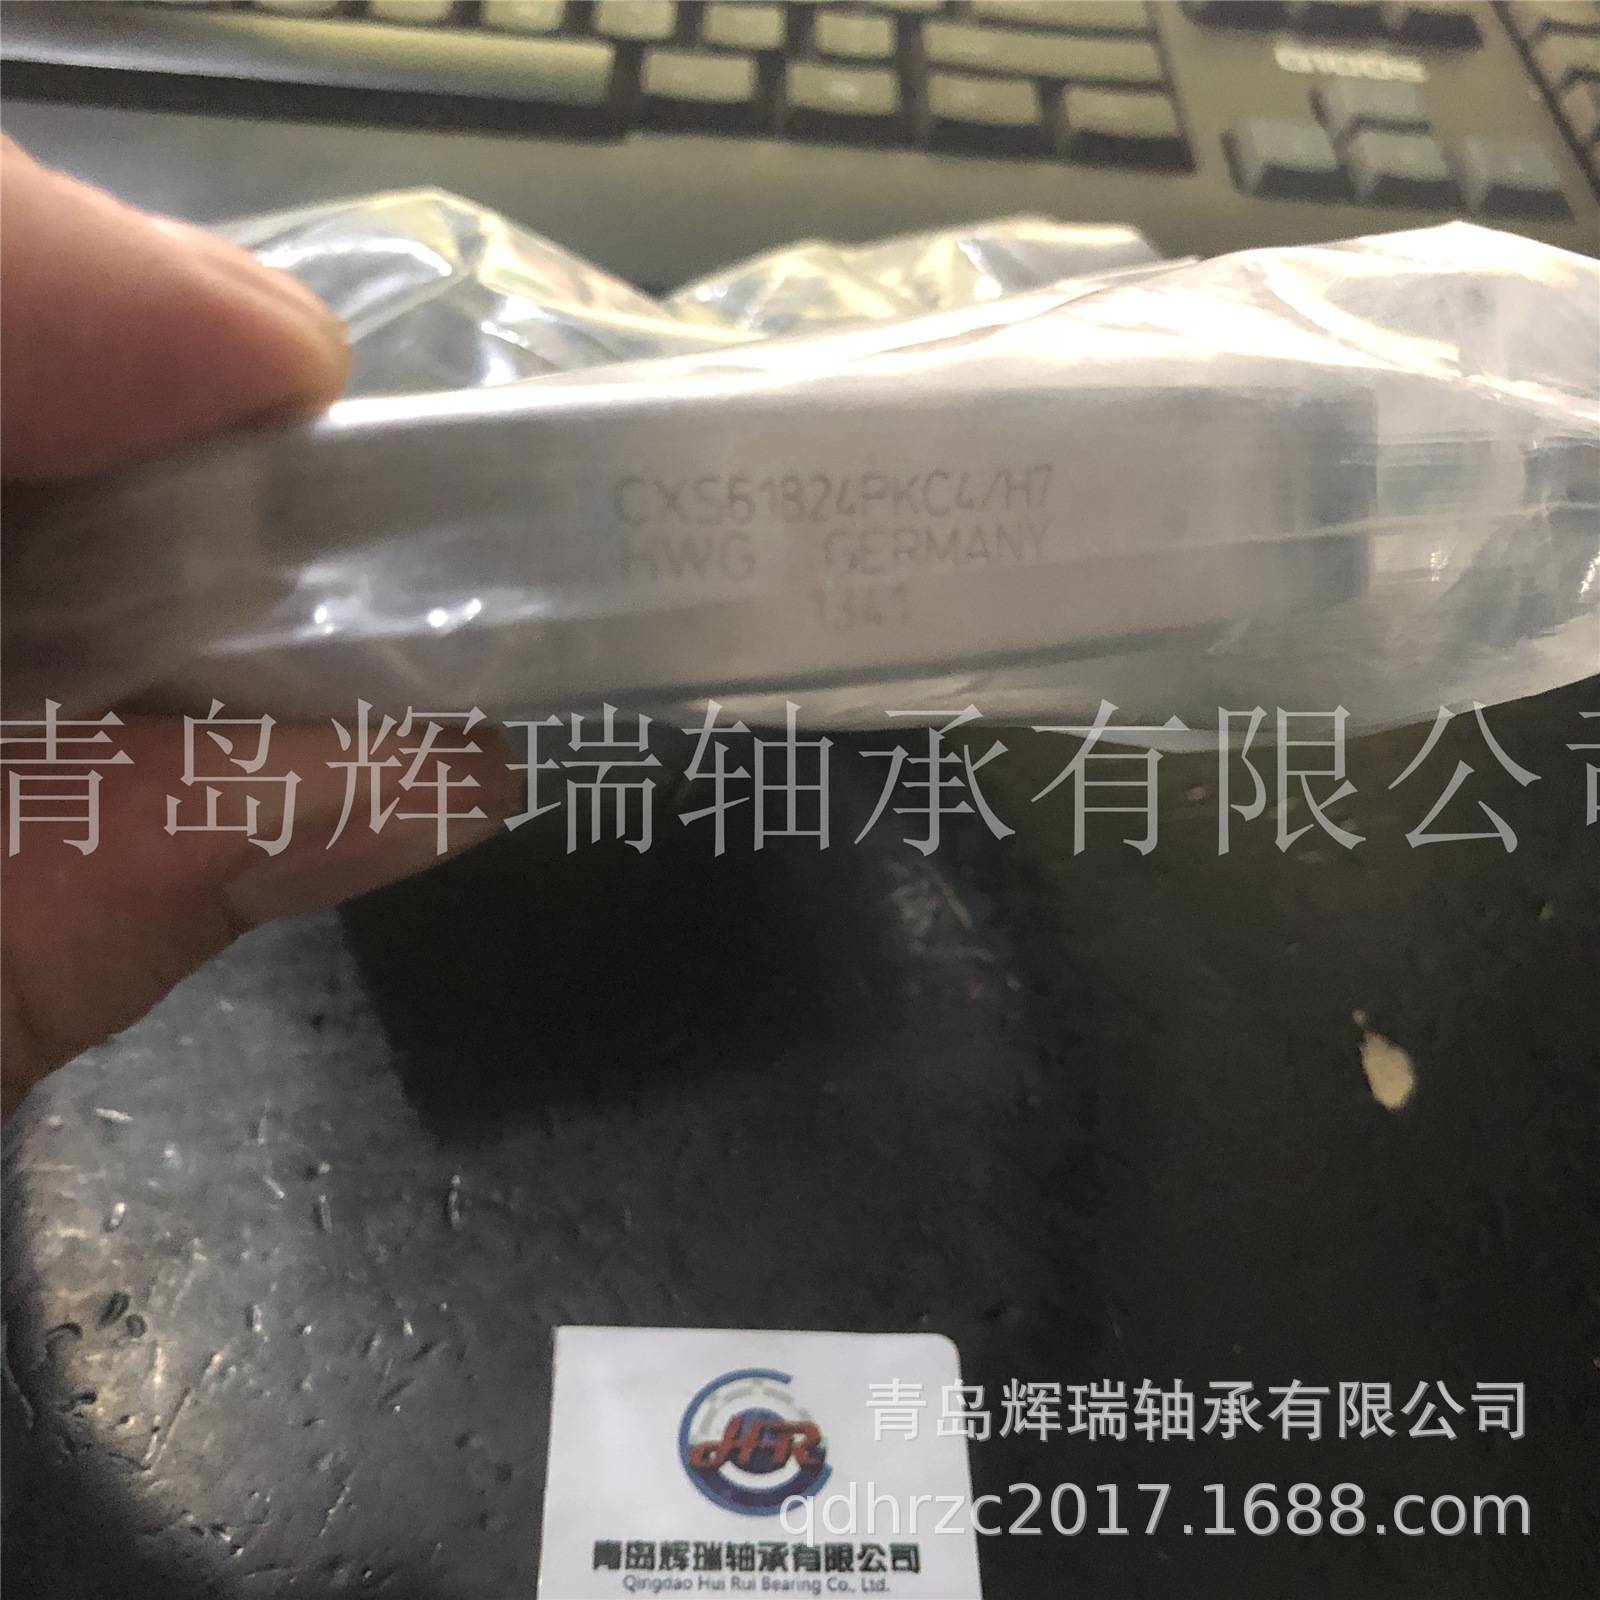 CXS61824PKC4/H7
HWG GERMANY
1341
青岛辉瑞轴承有限公司
青岛辉瑞轴承有限公司
qdhrzc2017.1688.com
HR
青岛辉瑞轴承有限公司
Qingdao Hui Rui Bearing Co., Ltd.